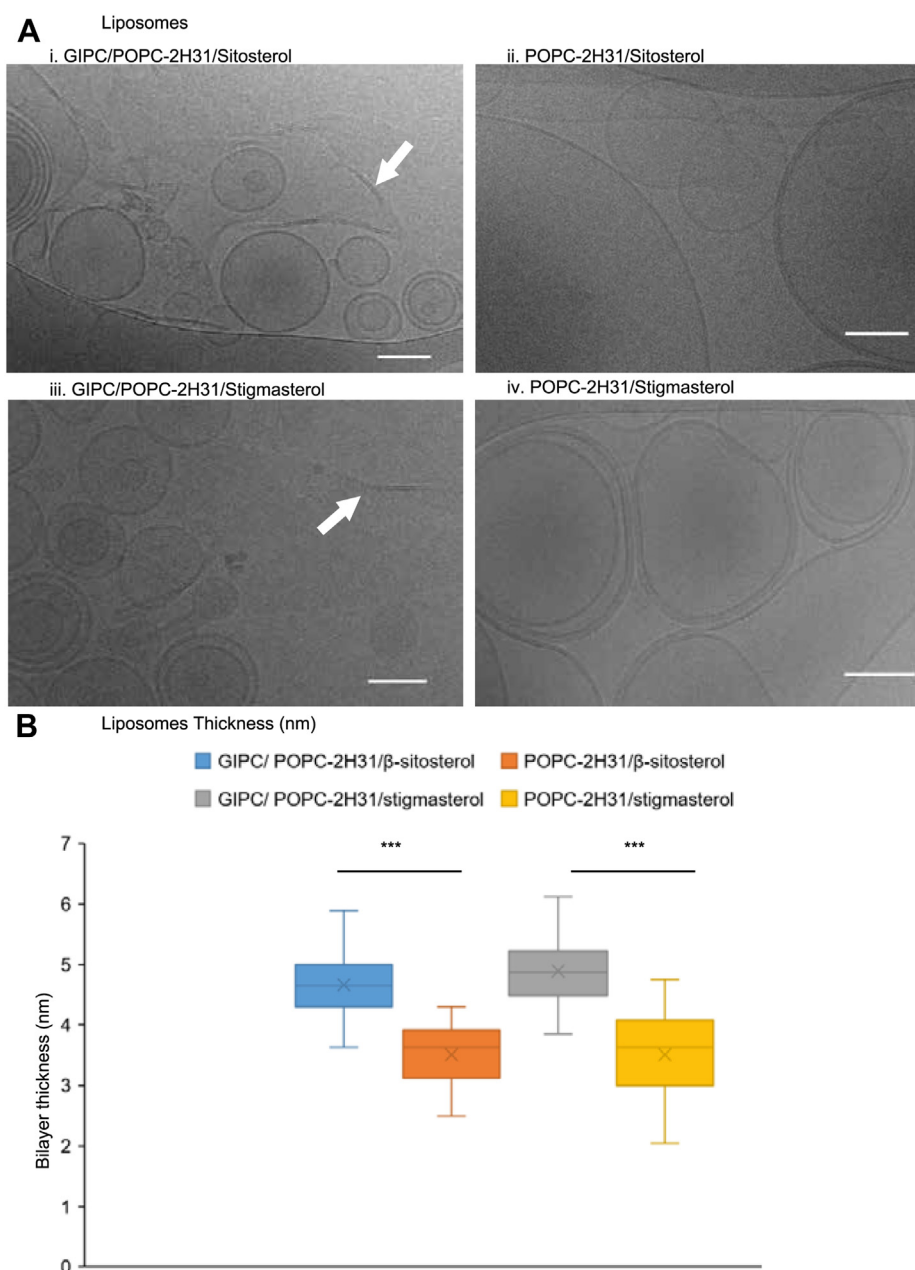 A Liposomes
i. GIPC/POPC-2H31/Sitosterol
ii. POPC-2H31/Sitosterol
iii. GIPC/POPC-2H31/Stigmasterol
iv. POPC-2H31/Stigmasterol
B Liposomes Thickness (nm)
GIPC/ POPC-2H31/β-sitosterol
POPC-2H31/β-sitosterol
GIPC/ POPC-2H31/stigmasterol
POPC-2H31/stigmasterol
Bilayer thickness (nm)
7
6
5
4
3
2
1
0
***
***